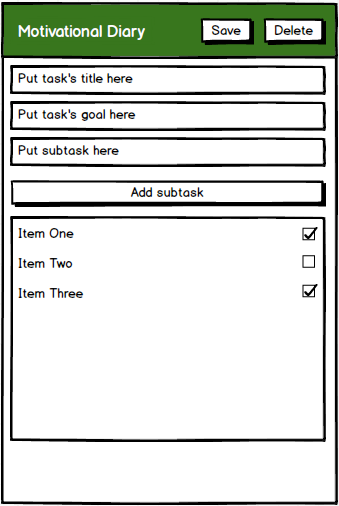 Motivational Diary Save Delete
Put task's title here
Put task's goal here
Put subtask here
Add subtask
Item One
Item Two
Item Three